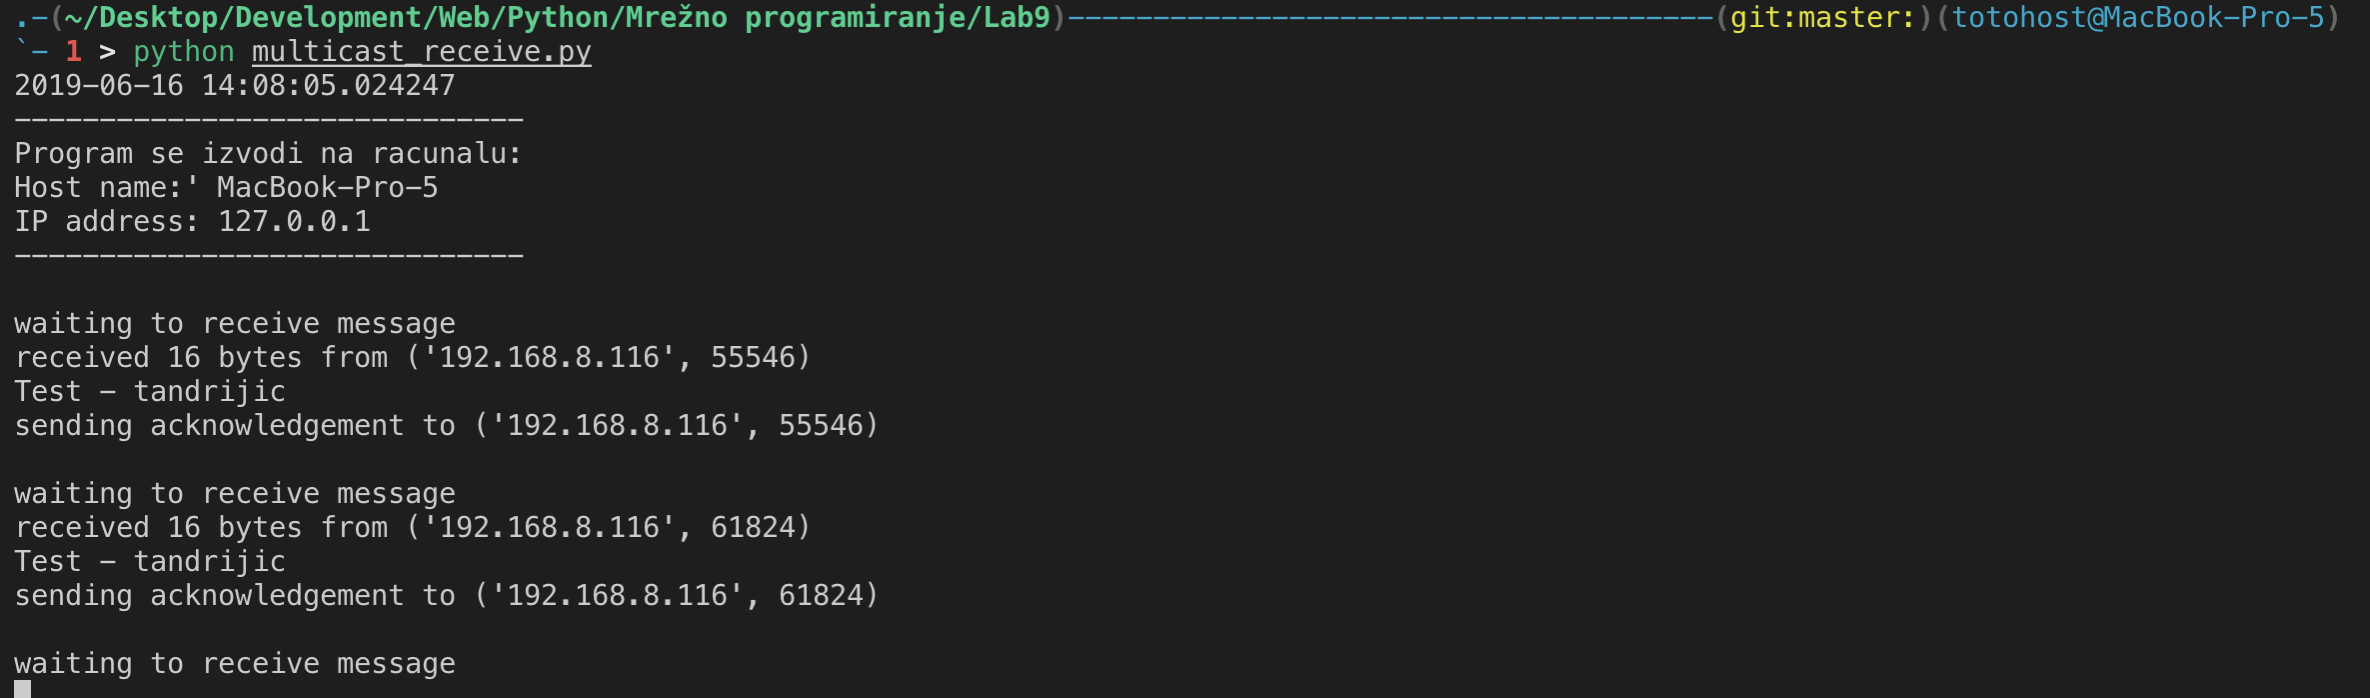 .-(~/Desktop/Development/Web/Python/Mrežno programiranje/Lab9)--------------------------------------(git:master:)(totohost@MacBook-Pro-5)
`- 1 > python multicast_receive.py
2019-06-16 14:08:05.024247
------------------------------
Program se izvodi na racunalu:
Host name:' MacBook-Pro-5
IP address: 127.0.0.1
------------------------------
waiting to receive message
received 16 bytes from ('192.168.8.116', 55546)
Test - tandrijic
sending acknowledgement to ('192.168.8.116', 55546)
waiting to receive message
received 16 bytes from ('192.168.8.116', 61824)
Test - tandrijic
sending acknowledgement to ('192.168.8.116', 61824)
waiting to receive message